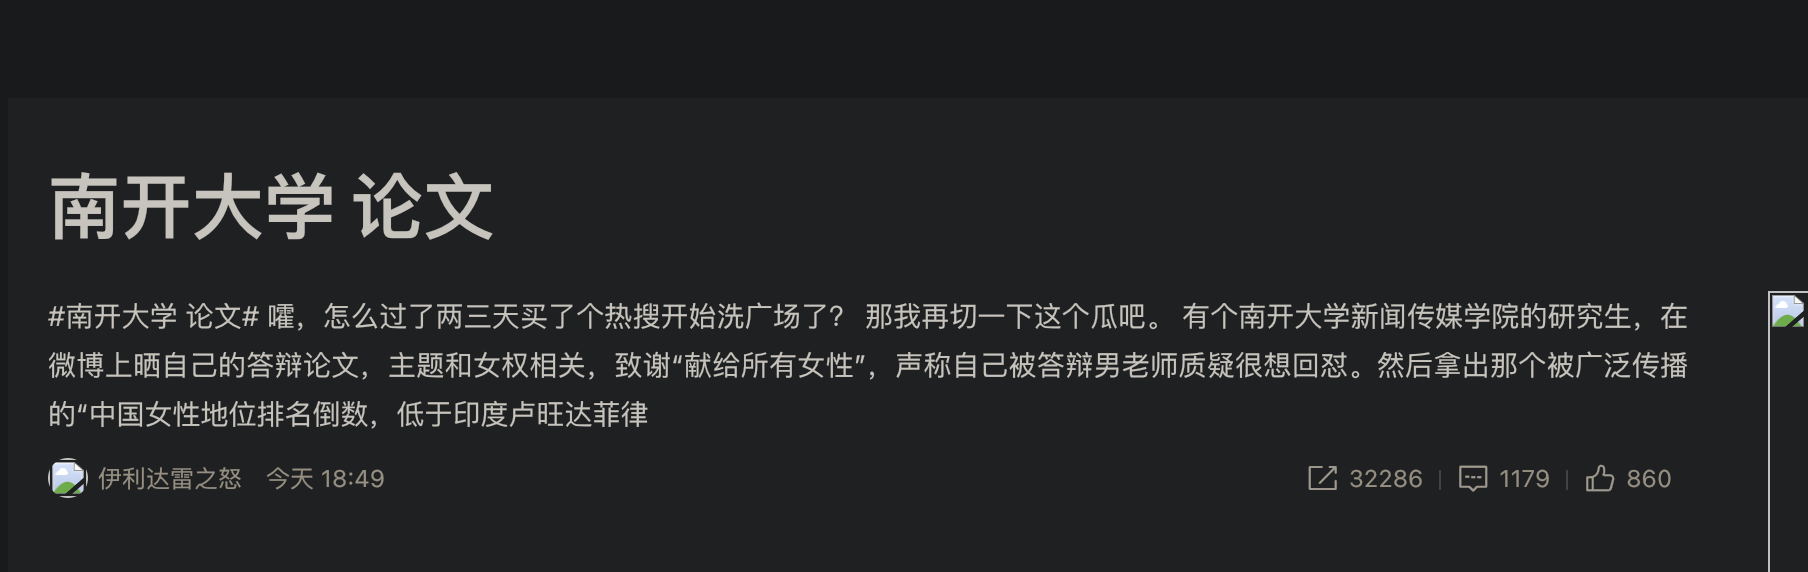 南开大学 论文
#南开大学 论文# 嚯，怎么过了两三天买了个热搜开始洗广场了？ 那我再切一下这个瓜吧。 有个南开大学新闻传媒学院的研究生，在
微博上晒自己的答辩论文，主题和女权相关，致谢“献给所有女性”，声称自己被答辩男老师质疑很想回怼。然后拿出那个被广泛传播
的“中国女性地位排名倒数，低于印度卢旺达菲律
伊利达雷之怒 今天 18:49 32286 1179 860